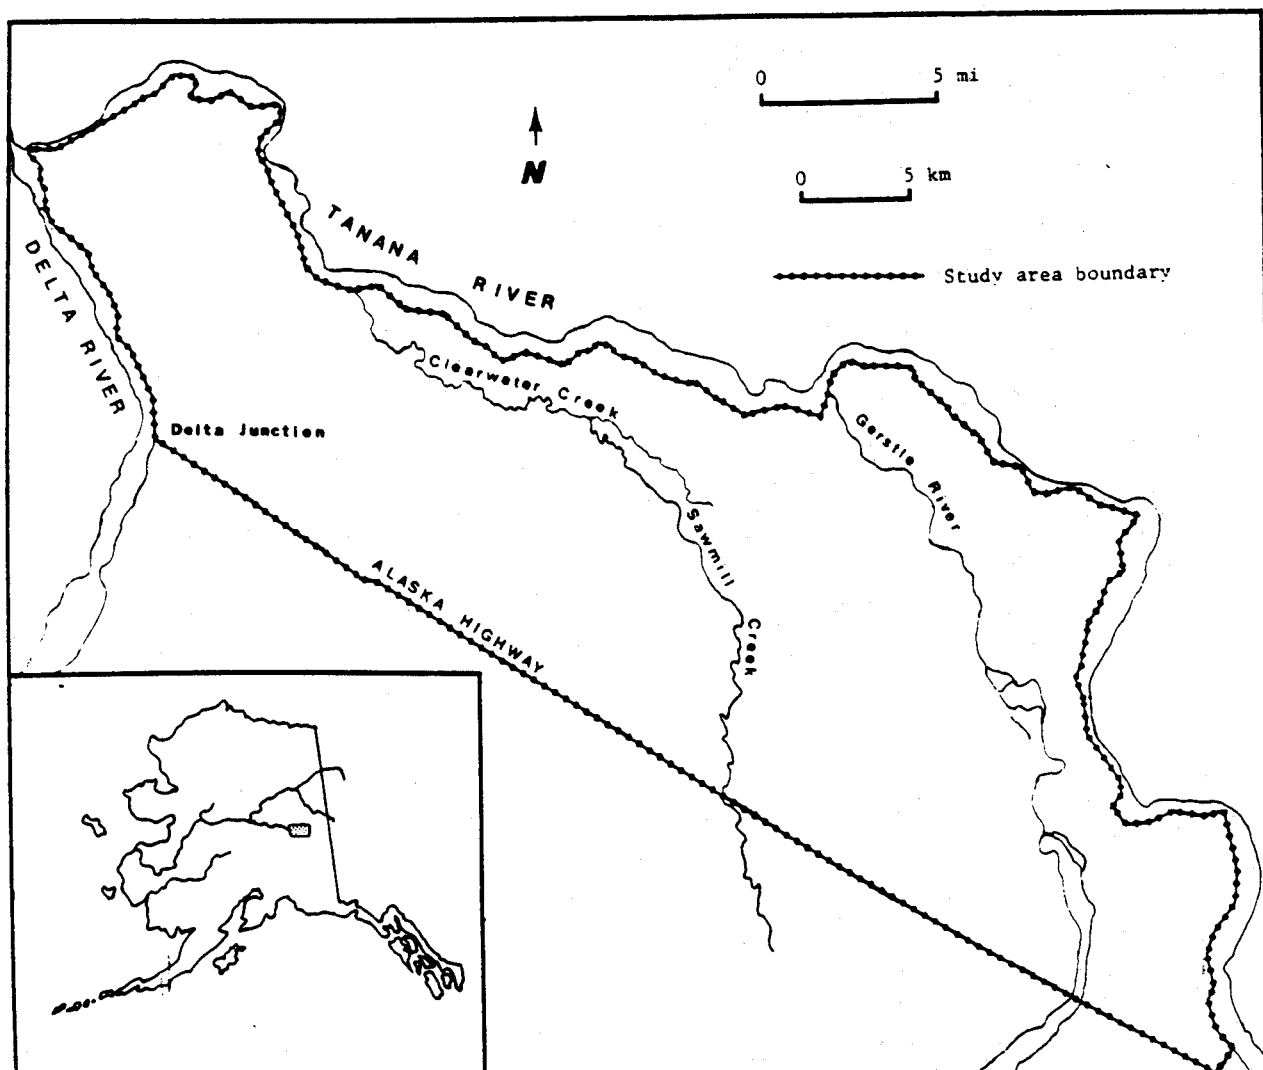 0 5 mi
N
0 5 km
TANANA RIVER
Study area boundary
DELTA RIVER
Clearwater Creek
Delta Junction
Gerstle River
Sawmill Creek
ALASKA HIGHWAY